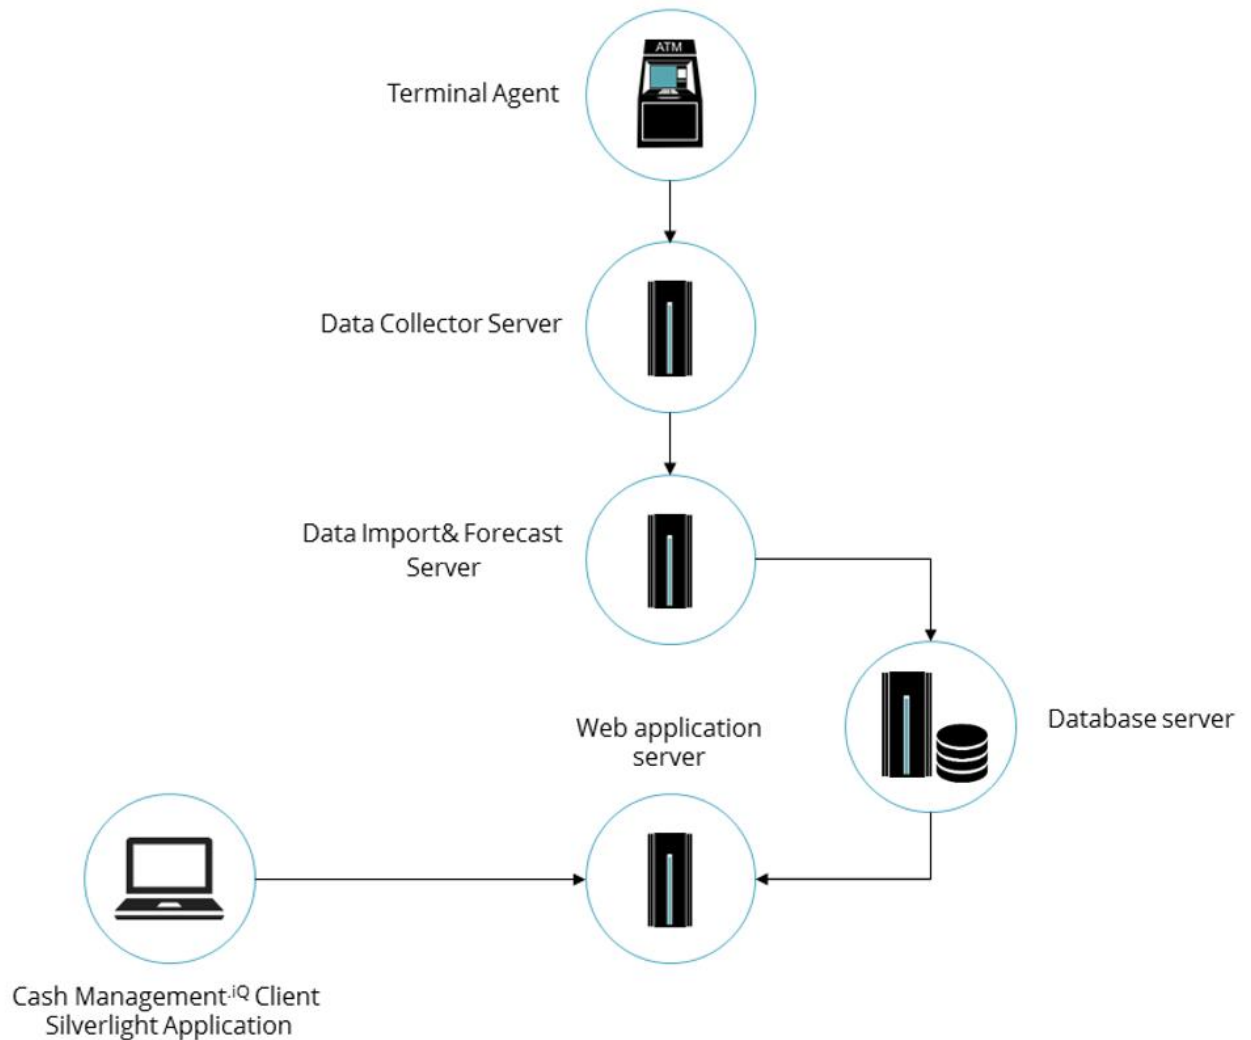 ATM
Terminal Agent
Data Collector Server
Data Import& Forecast
Server
Web application
server
Database server
Cash Management.iQ Client
Silverlight Application